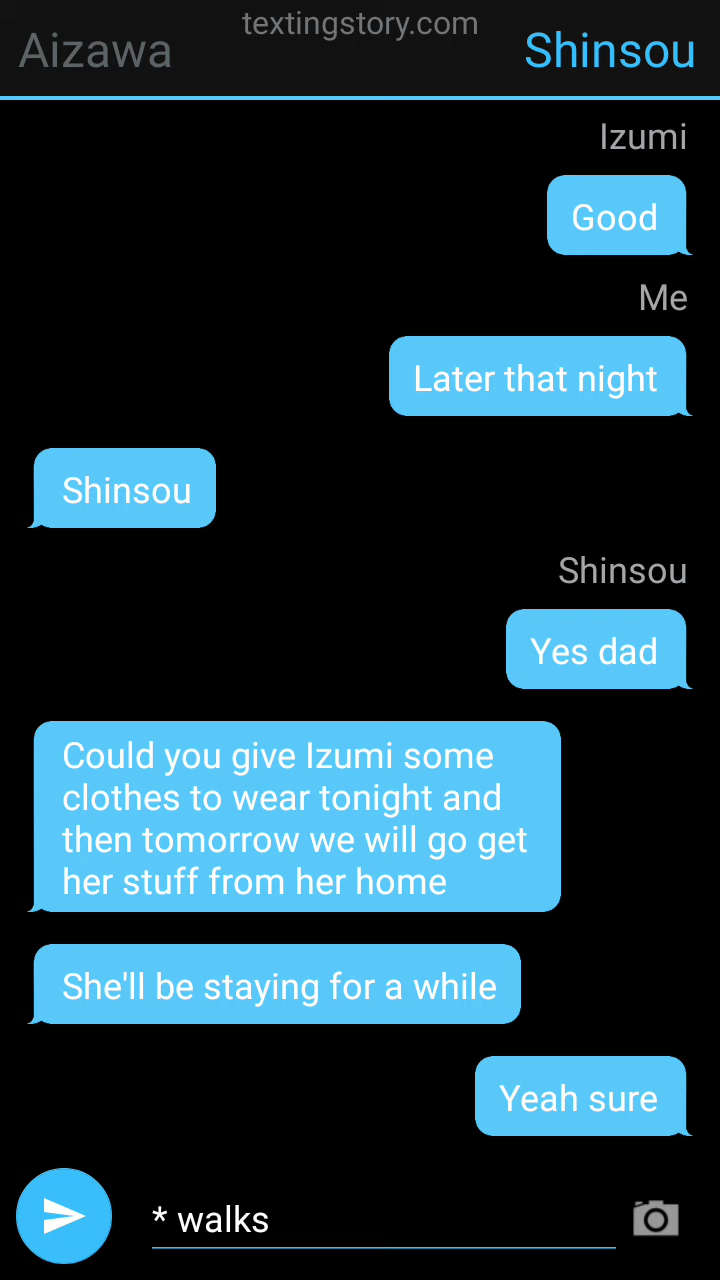 textingstory.com
Aizawa
Shinsou
Izumi
Good
Me
Later that night
Shinsou
Shinsou
Yes dad
Could you give Izumi some
clothes to wear tonight and
then tomorrow we will go get
her stuff from her home
She'll be staying for a while
Yeah sure
* walks